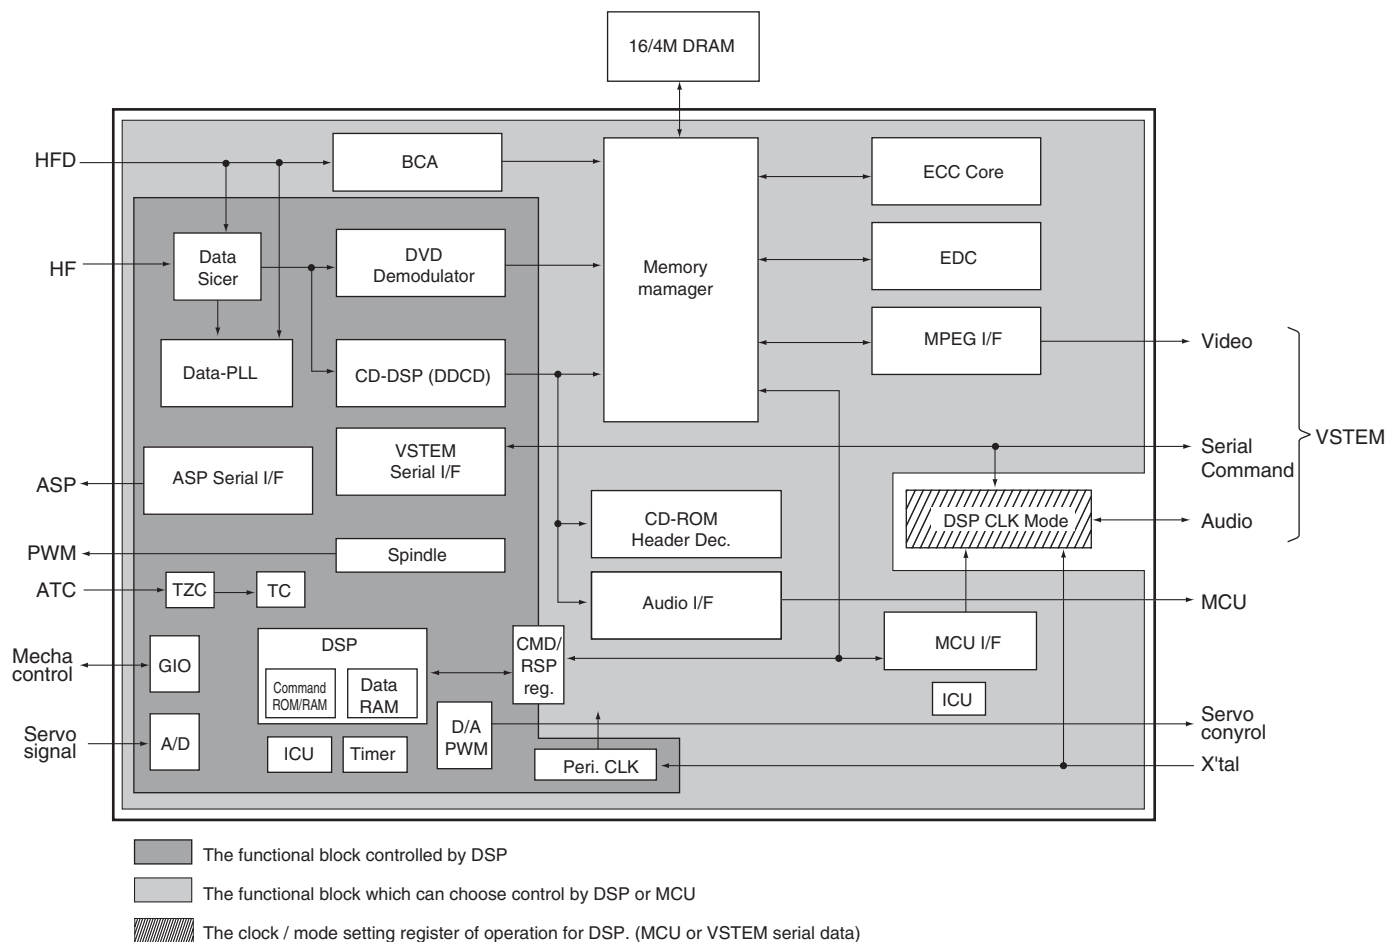 16/4M DRAM
HFD
BCA
ECC Core
HF
Data
Sicer
DVD
Demodulator
Memory
mamager
EDC
Data-PLL
CD-DSP (DDCD)
MPEG I/F
Video
VSTEM
Serial I/F
Serial
Command
VSTEM
ASP
ASP Serial I/F
CD-ROM
Header Dec.
DSP CLK Mode
Audio
PWM
Spindle
ATC
TZC
TC
Audio I/F
MCU
Mecha
control
GIO
DSP
Command
ROM/RAM
Data
RAM
CMD/
RSP
reg.
MCU I/F
ICU
Servo
signal
A/D
ICU
Timer
D/A
PWM
Peri. CLK
Servo
conyrol
X'tal
The functional block controlled by DSP
The functional block which can choose control by DSP or MCU
The clock / mode setting register of operation for DSP. (MCU or VSTEM serial data)